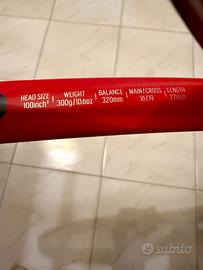 HEAD SIZE | WEIGHT | BALANCE | MAIN/CROSS | LENGTH
100inch² | 300g/10.6oz | 320mm | 16/19 | 27inch
subito